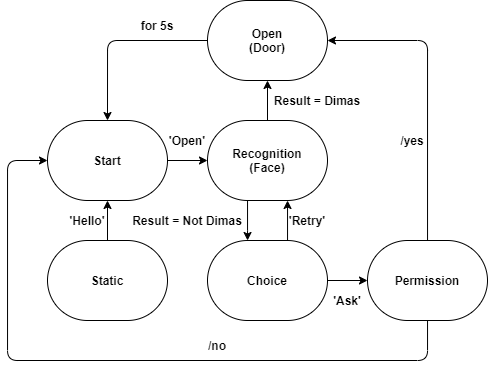 for 5s
Open
(Door)
Result = Dimas
'Open'
/yes
Start
Recognition
(Face)
'Hello'
Result = Not Dimas
'Retry'
Static
Choice
'Ask'
Permission
/no